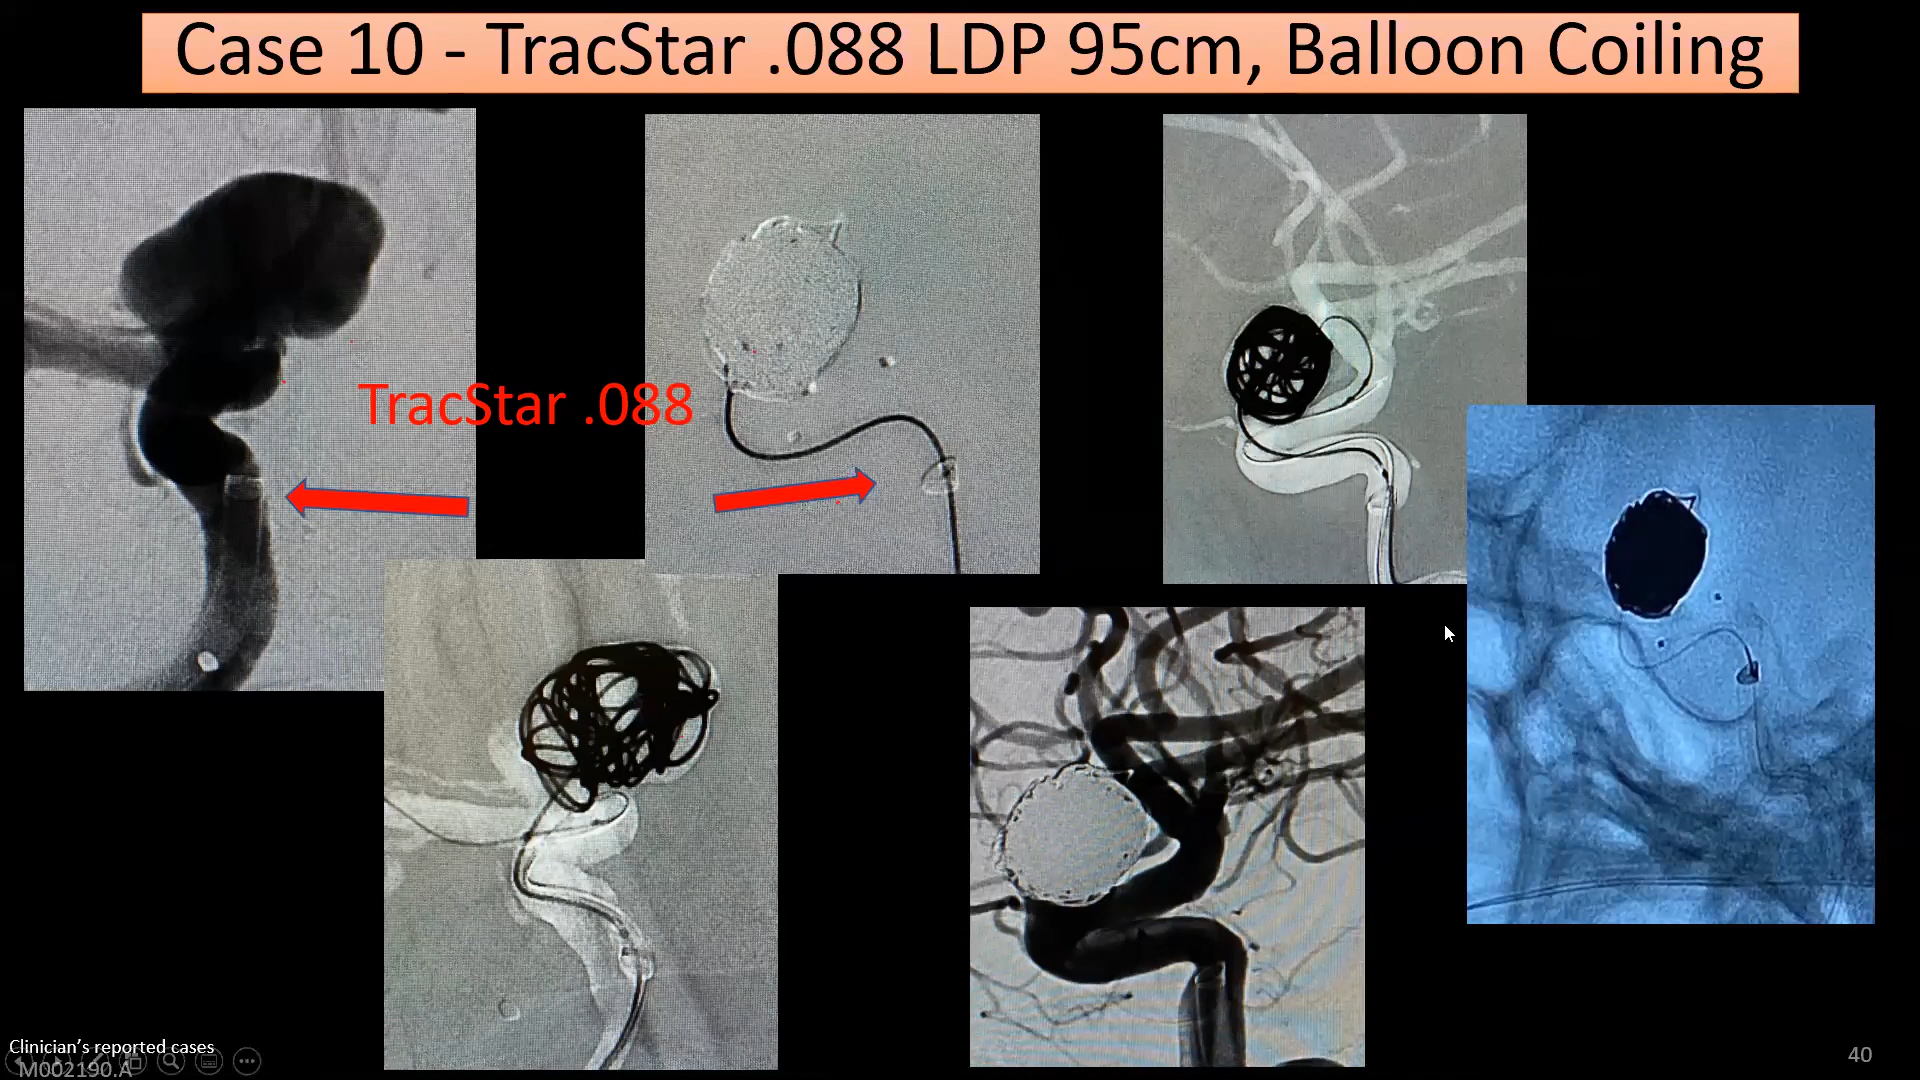 Case 10 - TracStar .088 LDP 95cm, Balloon Coiling
TracStar .088
Clinician's reported cases
M002190.A
40